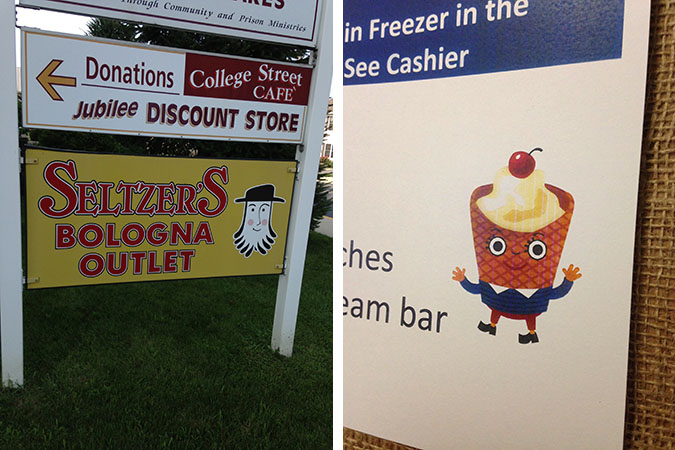 Through Community and Prison Ministries
Donations
College Street
CAFE
Jubilee DISCOUNT STORE
SELTZER'S
BOLOGNA
OUTLET
in Freezer in the
See Cashier
ches
eam bar